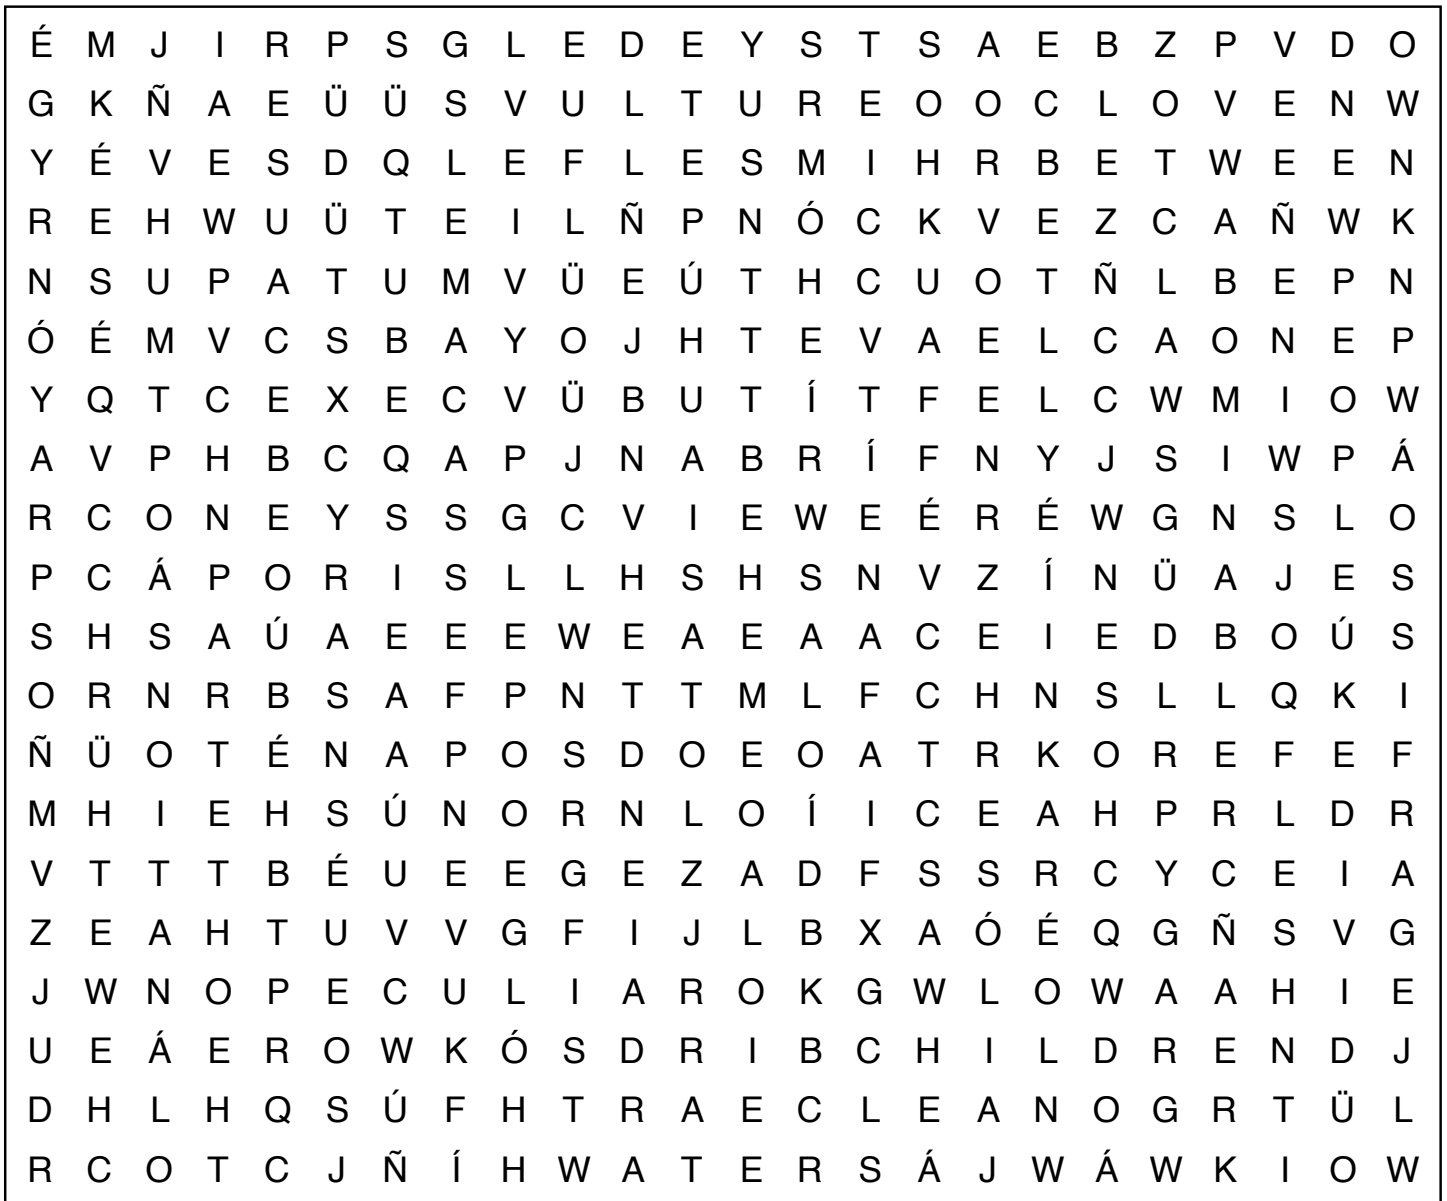 É M J I R P S G L E D E Y S T S A E B Z P V D O
G K Ñ A E Ü Ü S V U L T U R E O O C L O V E N W
Y É V E S D Q L E F L E S M I H R B E T W E E N
R E H W U Ü T E I L Ñ P N Ó C K V E Z C A Ñ W K
N S U P A T U M V Ü E Ú T H C U O T Ñ L B E P N
Ó É M V C S B A Y O J H T E V A E L C A O N E P
Y Q T C E X E C V Ü B U T Í T F E L C W M I O W
A V P H B C Q A P J N A B R Í F N Y J S I W P Á
R C O N E Y S S G C V I E W E É R É W G N S L O
P C Á P O R I S L L H S H S N V Z Í N Ü A J E S
S H S A Ú A E E E W E A E A A C E I E D B O Ú S
O R N R B S A F P N T T M L F C H N S L L Q K I
Ñ Ü O T É N A P O S D O E O A T R K O R E F E F
M H I E H S Ú N O R N L O Í I C E A H P R L D R
V T T T B É U E E G E Z A D F S S R C Y C E I A
Z E A H T U V V G F I J L B X A Ó É Q G Ñ S V G
J W N O P E C U L I A R O K G W L O W A A H I E
U E Á E R O W K Ó S D R I B C H I L D R E N D J
D H L H Q S Ú F H T R A E C L E A N O G R T Ü L
R C O T C J Ñ Í H W A T E R S Á J W Á W K I O W